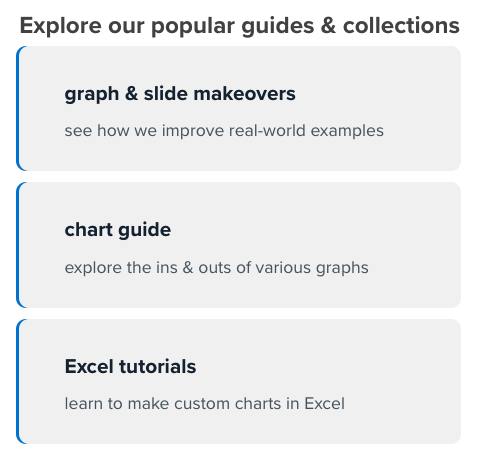 Explore our popular guides & collections
graph & slide makeovers
see how we improve real-world examples
chart guide
explore the ins & outs of various graphs
Excel tutorials
learn to make custom charts in Excel